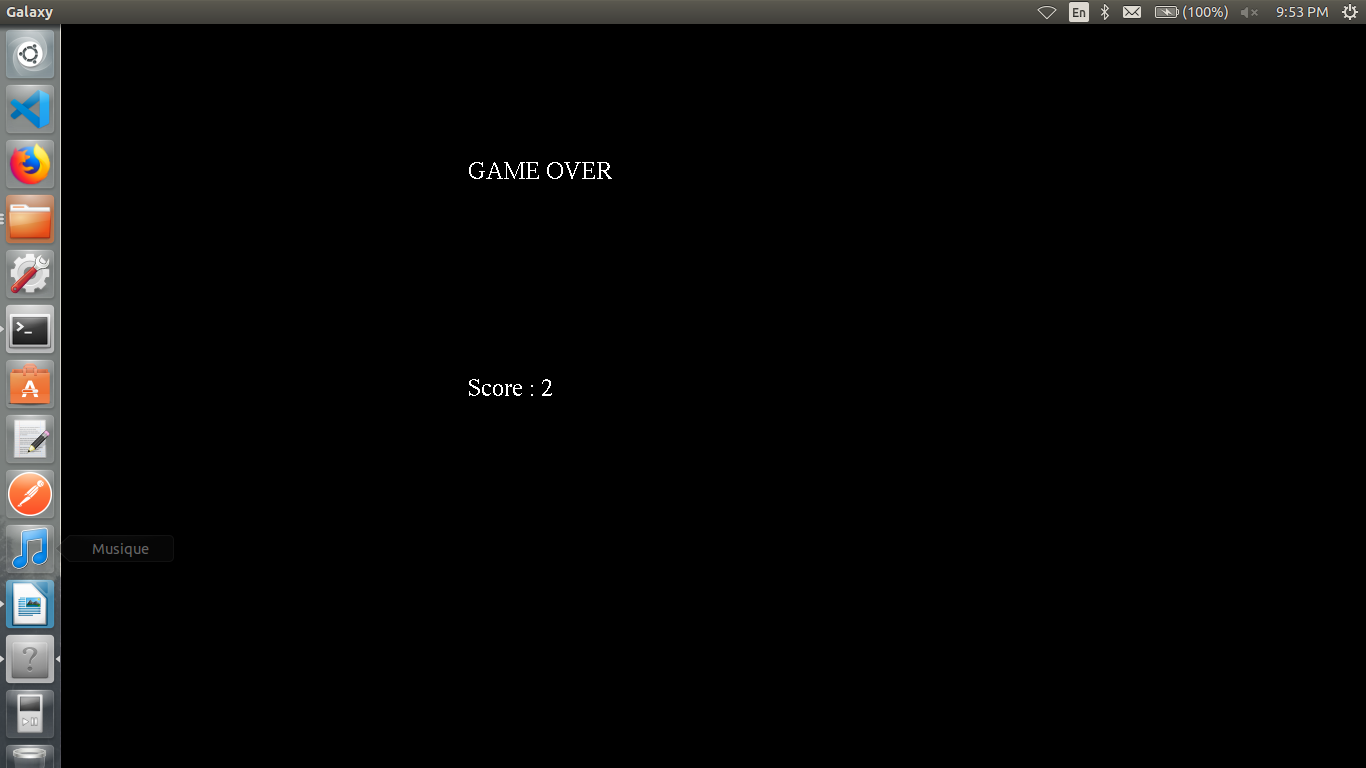 Galaxy
En
(100%)
9:53 PM
GAME OVER
Score : 2
Musique